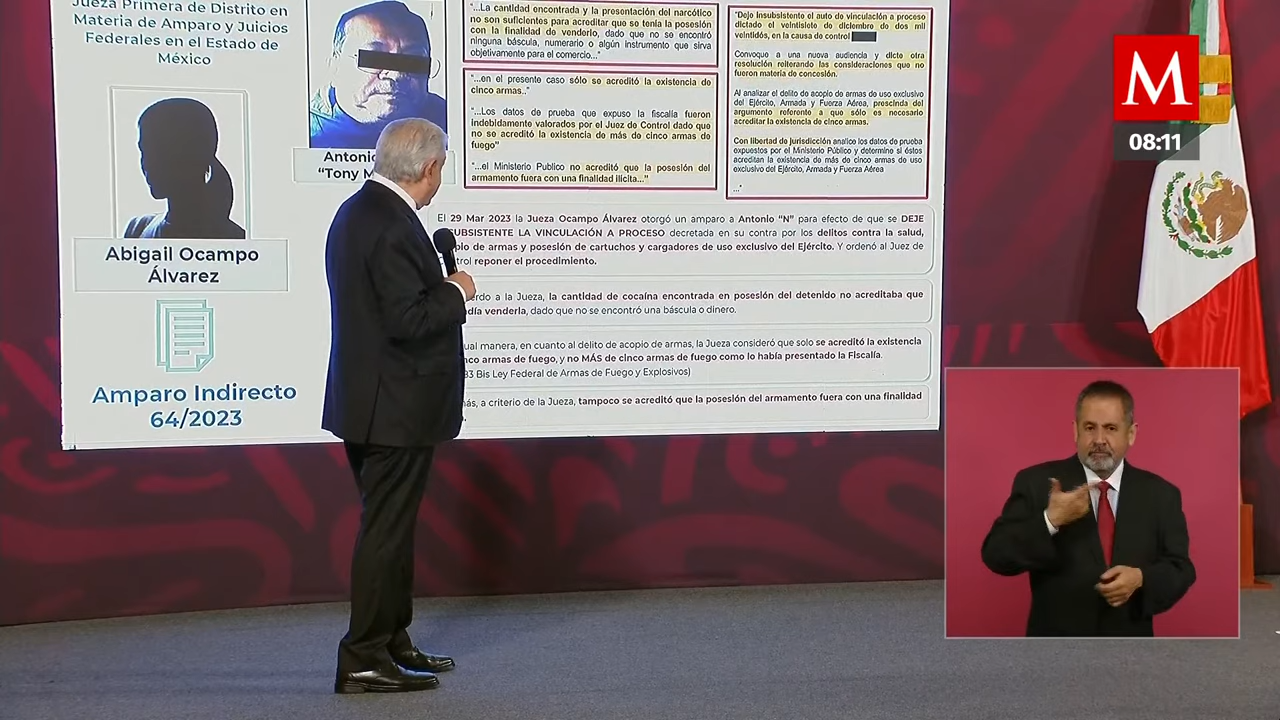 Jueza Primera de Distrito en
Materia de Amparo y Juicios
Federales en el Estado de
México
Abigail Ocampo
Álvarez
Amparo Indirecto
64/2023
Antonio
"Tony M
"...La cantidad encontrada y la presentación del narcótico
no son suficientes para acreditar que se tenía la posesión
con la finalidad de venderlo, dado que no se encontró
ninguna báscula, numerario o algún instrumento que sirva
objetivamente para el comercio..."
"...en el presente caso sólo se acreditó la existencia de
cinco armas.."
"...Los datos de prueba que expuso la fiscalía fueron
indebidamente valorados por el Juez de Control dado que
no se acreditó la existencia de más de cinco armas de
fuego"
"...el Ministerio Publico no acreditó que la posesión del
armamento fuera con una finalidad ilícita..."
"Dejo insubsistente el auto de vinculación a proceso
dictado el veintisiete de diciembre de dos mil
veintidós, en la causa de control
Convoque a una nueva audiencia y dicte otra
resolución reiterando las consideraciones que no
fueron materia de concesión.
Al analizar el delito de acopio de armas de uso exclusivo
del Ejército, Armada y Fuerza Aérea, prescinda del
argumento referente a que sólo es necesario
acreditar la existencia de cinco armas.
Con libertad de jurisdicción analice los datos de prueba
expuestos por el Ministerio Público y determine si éstos
acreditan la existencia de más de cinco armas de uso
exclusivo del Ejército, Armada y Fuerza Aérea
..."
El 29 Mar 2023 la Jueza Ocampo Álvarez otorgó un amparo a Antonio "N" para efecto de que se DEJE
UBSISTENTE LA VINCULACIÓN A PROCESO decretada en su contra por los delitos contra la salud,
pio de armas y posesión de cartuchos y cargadores de uso exclusivo del Ejército. Y ordenó al Juez de
trol reponer el procedimiento.
erdo a la Jueza, la cantidad de cocaína encontrada en posesión del detenido no acreditaba que
día venderla, dado que no se encontró una báscula o dinero.
ual manera, en cuanto al delito de acopio de armas, la Jueza consideró que solo se acreditó la existencia
nco armas de fuego, y no MÁS de cinco armas de fuego como lo había presentado la Fiscalía.
83 Bis Ley Federal de Armas de Fuego y Explosivos)
ás, a criterio de la Jueza, tampoco se acreditó que la posesión del armamento fuera con una finalidad
M
08:11